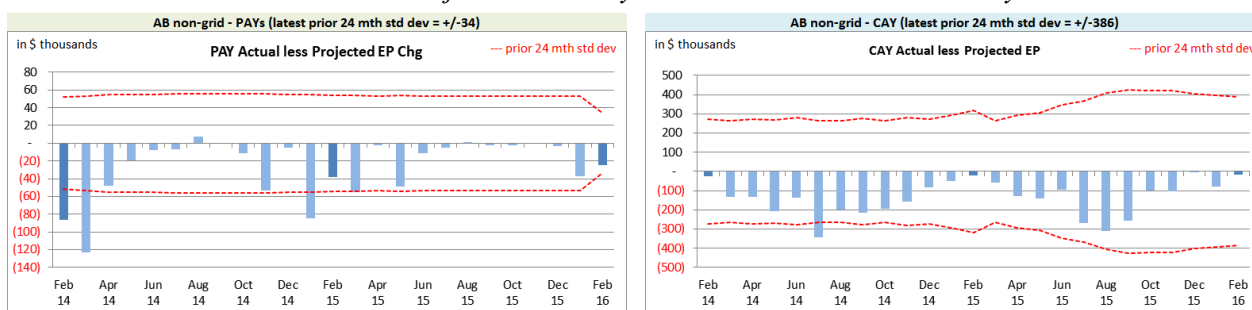 AB non-grid - PAYs (latest prior 24 mth std dev = +/-34)
in $ thousands
PAY Actual less Projected EP Chg
--- prior 24 mth std dev
80
60
40
20
-
(20)
(40)
(60)
(80)
(100)
(120)
(140)
Feb 14
Apr 14
Jun 14
Aug 14
Oct 14
Dec 14
Feb 15
Apr 15
Jun 15
Aug 15
Oct 15
Dec 15
Feb 16
AB non-grid - CAY (latest prior 24 mth std dev = +/-386)
in $ thousands
CAY Actual less Projected EP
--- prior 24 mth std dev
500
400
300
200
100
-
(100)
(200)
(300)
(400)
(500)
Feb 14
Apr 14
Jun 14
Aug 14
Oct 14
Dec 14
Feb 15
Apr 15
Jun 15
Aug 15
Oct 15
Dec 15
Feb 16